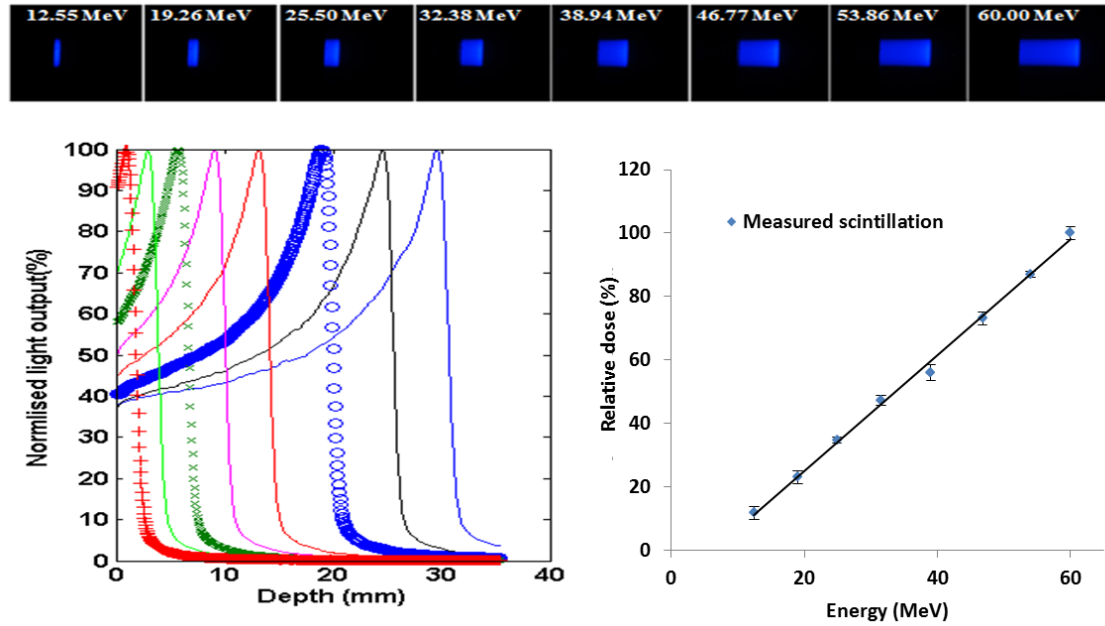 12.55 MeV 19.26 MeV 25.50 MeV 32.38 MeV 38.94 MeV 46.77 MeV 53.86 MeV 60.00 MeV
100
90
80
70
60
50
40
30
20
10
0
Normlised light output(%)
0 10 20 30 40
Depth (mm)
120
100
80
60
40
20
0
Relative dose (%)
Measured scintillation
0 20 40 60
Energy (MeV)